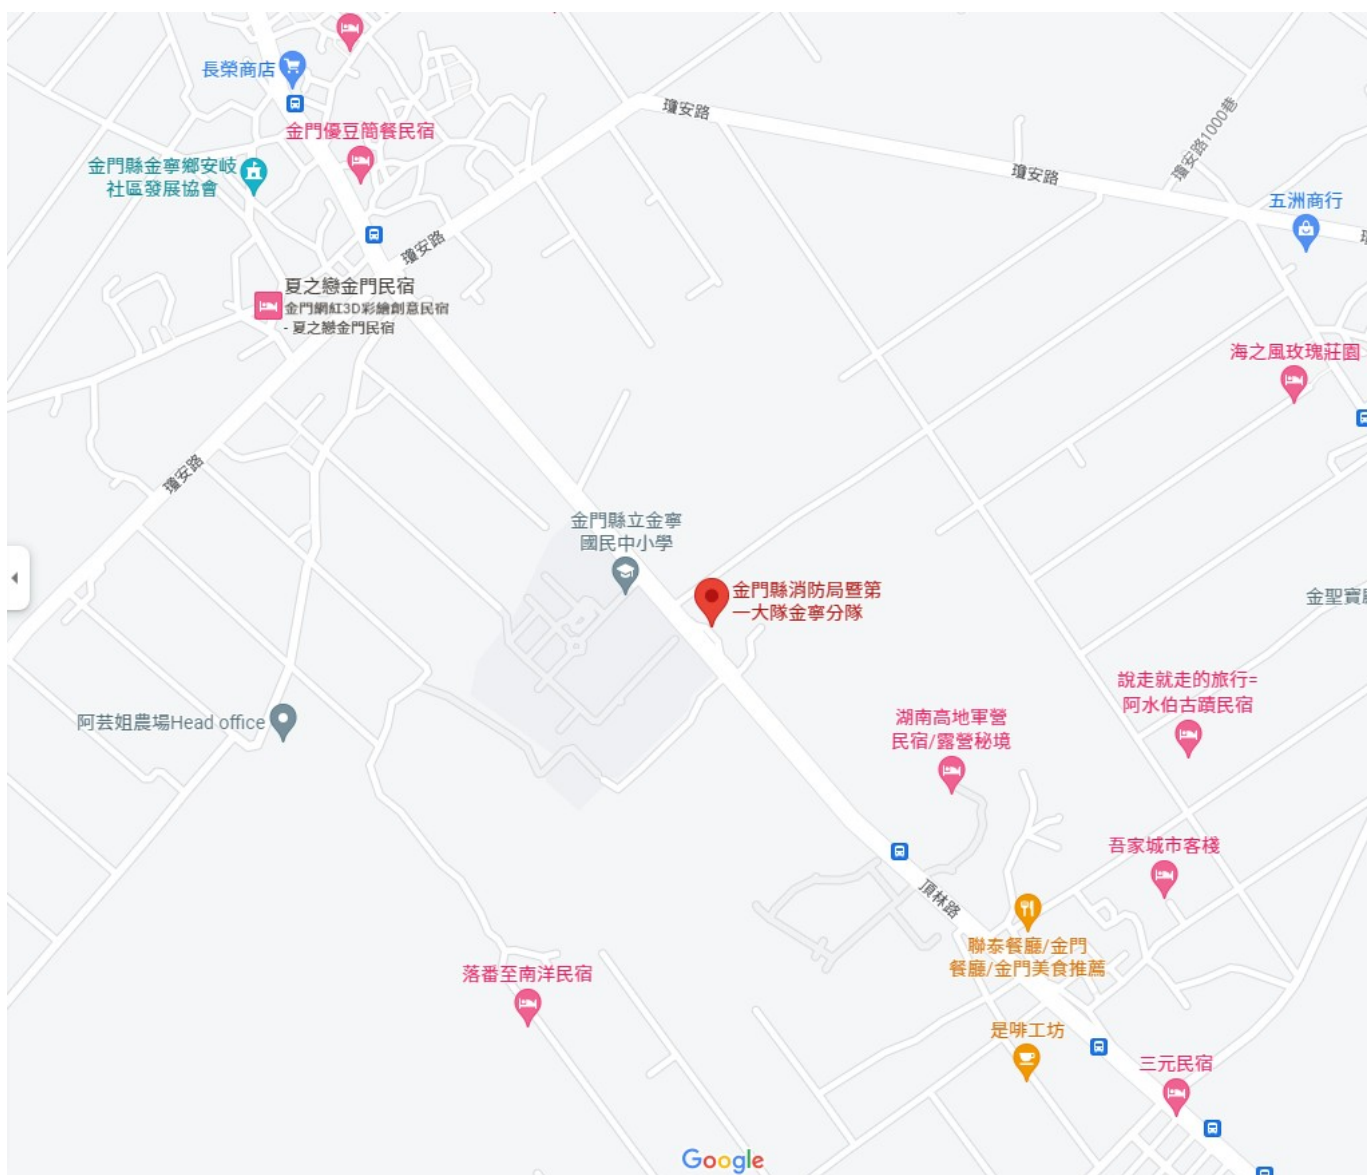 長榮商店
瓊安路
瓊安路1000巷
金門優豆簡餐民宿
金門縣金寧鄉安岐
社區發展協會
瓊安路
五洲商行
瓊安路
夏之戀金門民宿
金門網紅3D彩繪創意民宿
- 夏之戀金門民宿
海之風玫瑰莊園
瓊安路
金門縣立金寧
國民中小學
金門縣消防局暨第
一大隊金寧分隊
金聖寶
說走就走的旅行=
阿水伯古蹟民宿
阿芸姐農場Head office
湖南高地軍營
民宿/露營秘境
吾家城市客棧
頂林路
聯泰餐廳/金門
餐廳/金門美食推薦
落番至南洋民宿
是啡工坊
三元民宿
Google